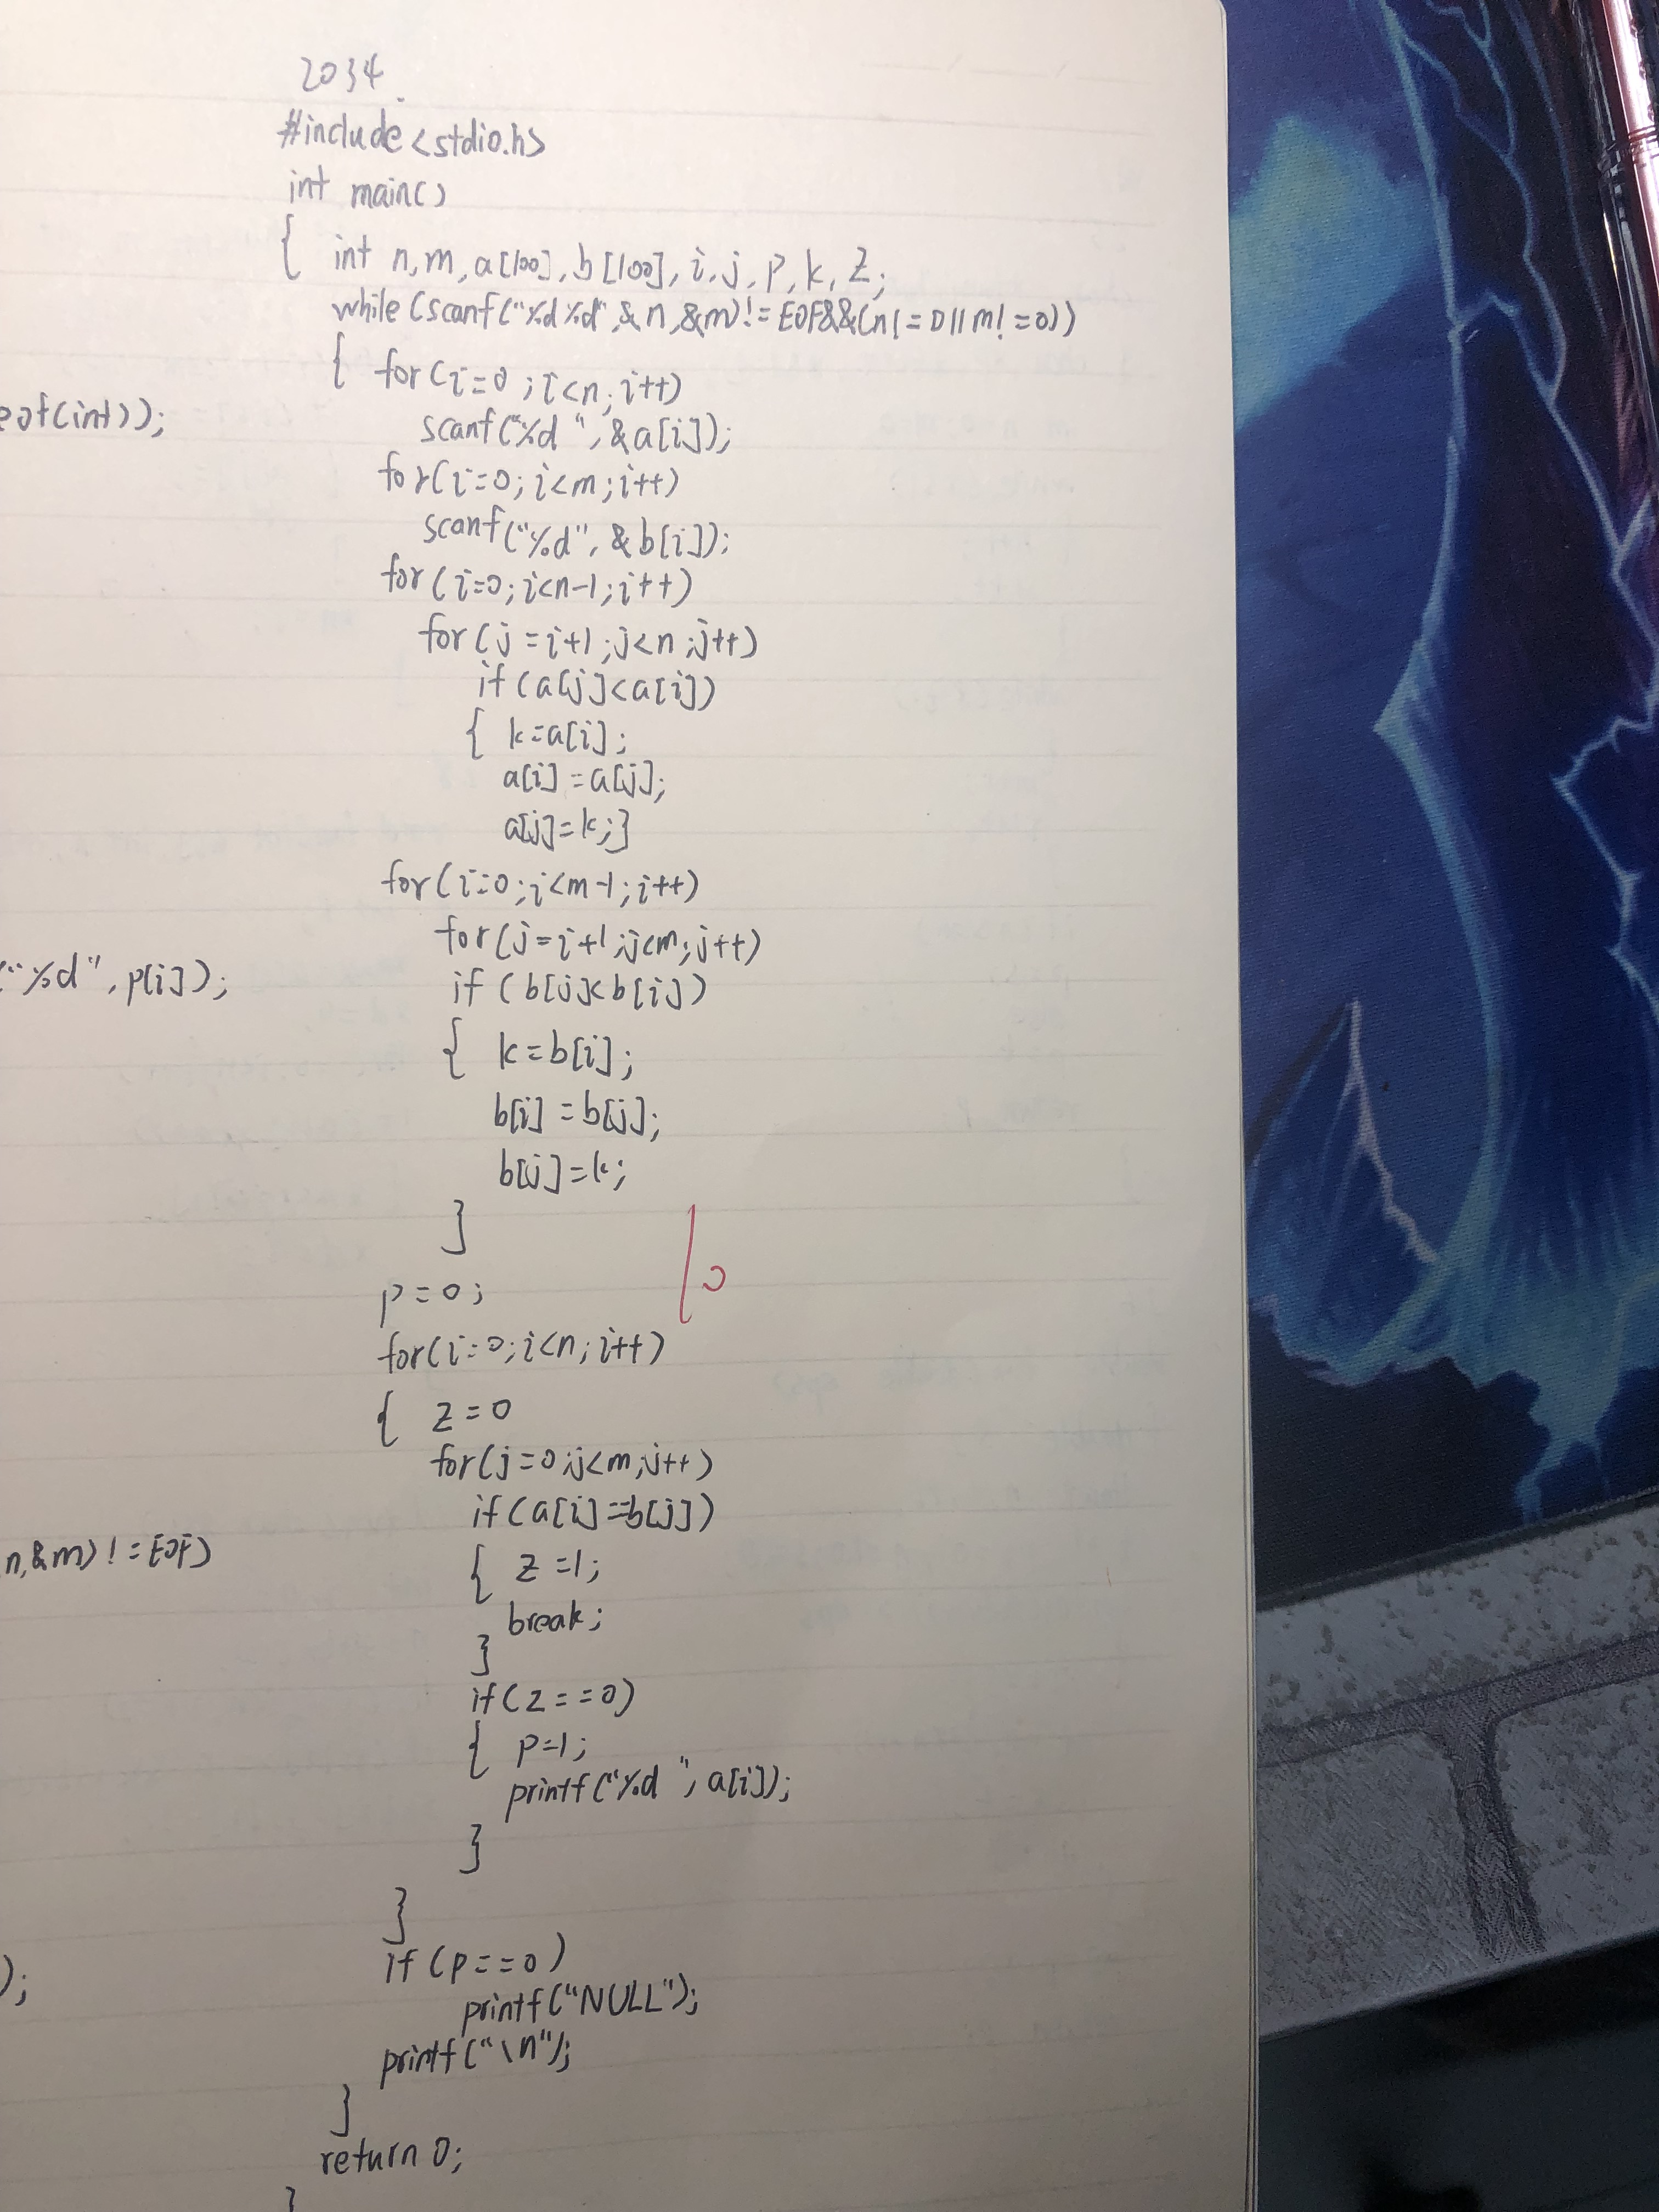 2034.
#include<stdio.h>
int main()
{ int n,m,a[100],b[100],i,j,p,k,z;
while(scanf("%d%d",&n,&m)!=EOF&&(n!=0||m!=0))
{ for(i=0;i<n;i++)
scanf("%d ",&a[i]);
for(i=0;i<m;i++)
scanf("%d",&b[i]);
for(i=0;i<n-1;i++)
for(j=i+1;j<n;j++)
if(a[j]<a[i])
{ k=a[i];
a[i]=a[j];
a[j]=k;}
for(i=0;i<m-1;i++)
for(j=i+1;j<m;j++)
if(b[j]<b[i])
{ k=b[i];
b[i]=b[j];
b[j]=k;
}
p=0;
for(i=0;i<n;i++)
{ z=0
for(j=0;j<m;j++)
if(a[i]==b[j])
{ z=1;
break;
}
if(z==0)
{ p=1;
printf("%d ",a[i]);
}
}
if(p==0)
printf("NULL");
printf("\n");
}
return 0;
}
eof(int));
("%d",p[i]);
n,&m)!=EOF)
);
10